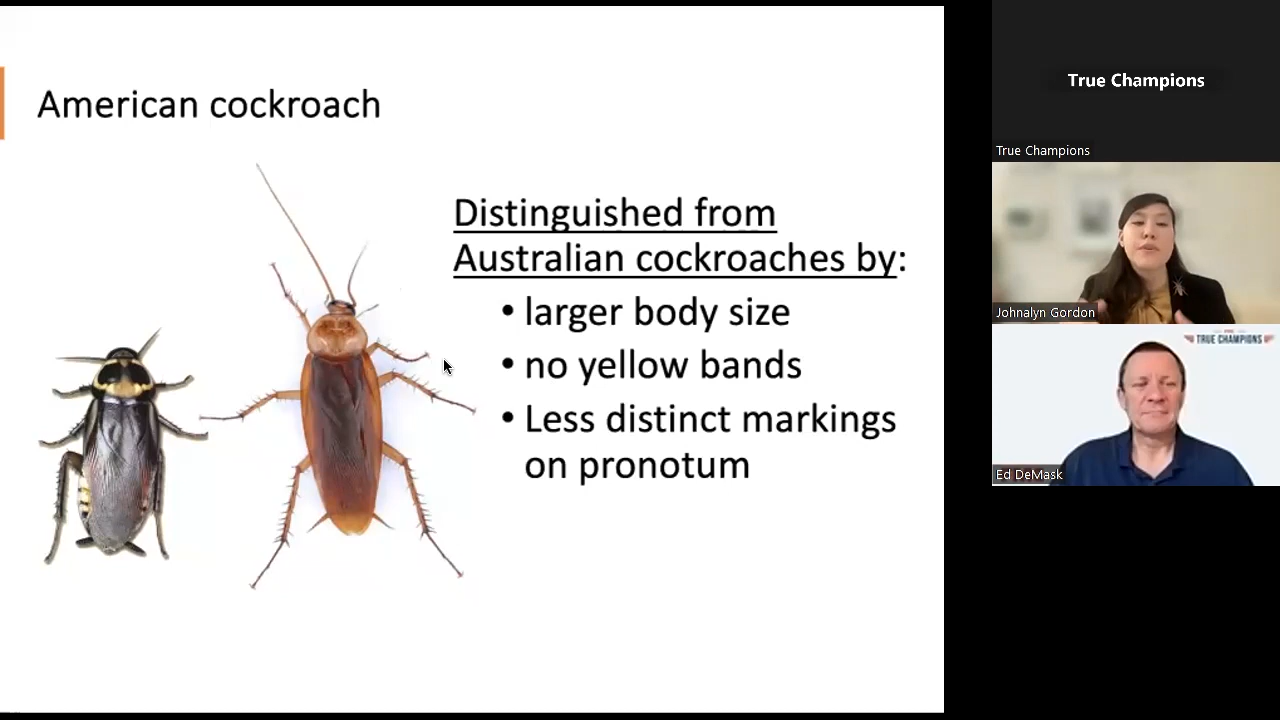 American cockroach
Distinguished from
Australian cockroaches by:
• larger body size
• no yellow bands
• Less distinct markings
on pronotum
True Champions
True Champions
Johnalyn Gordon
TRUE CHAMPIONS
Ed DeMask